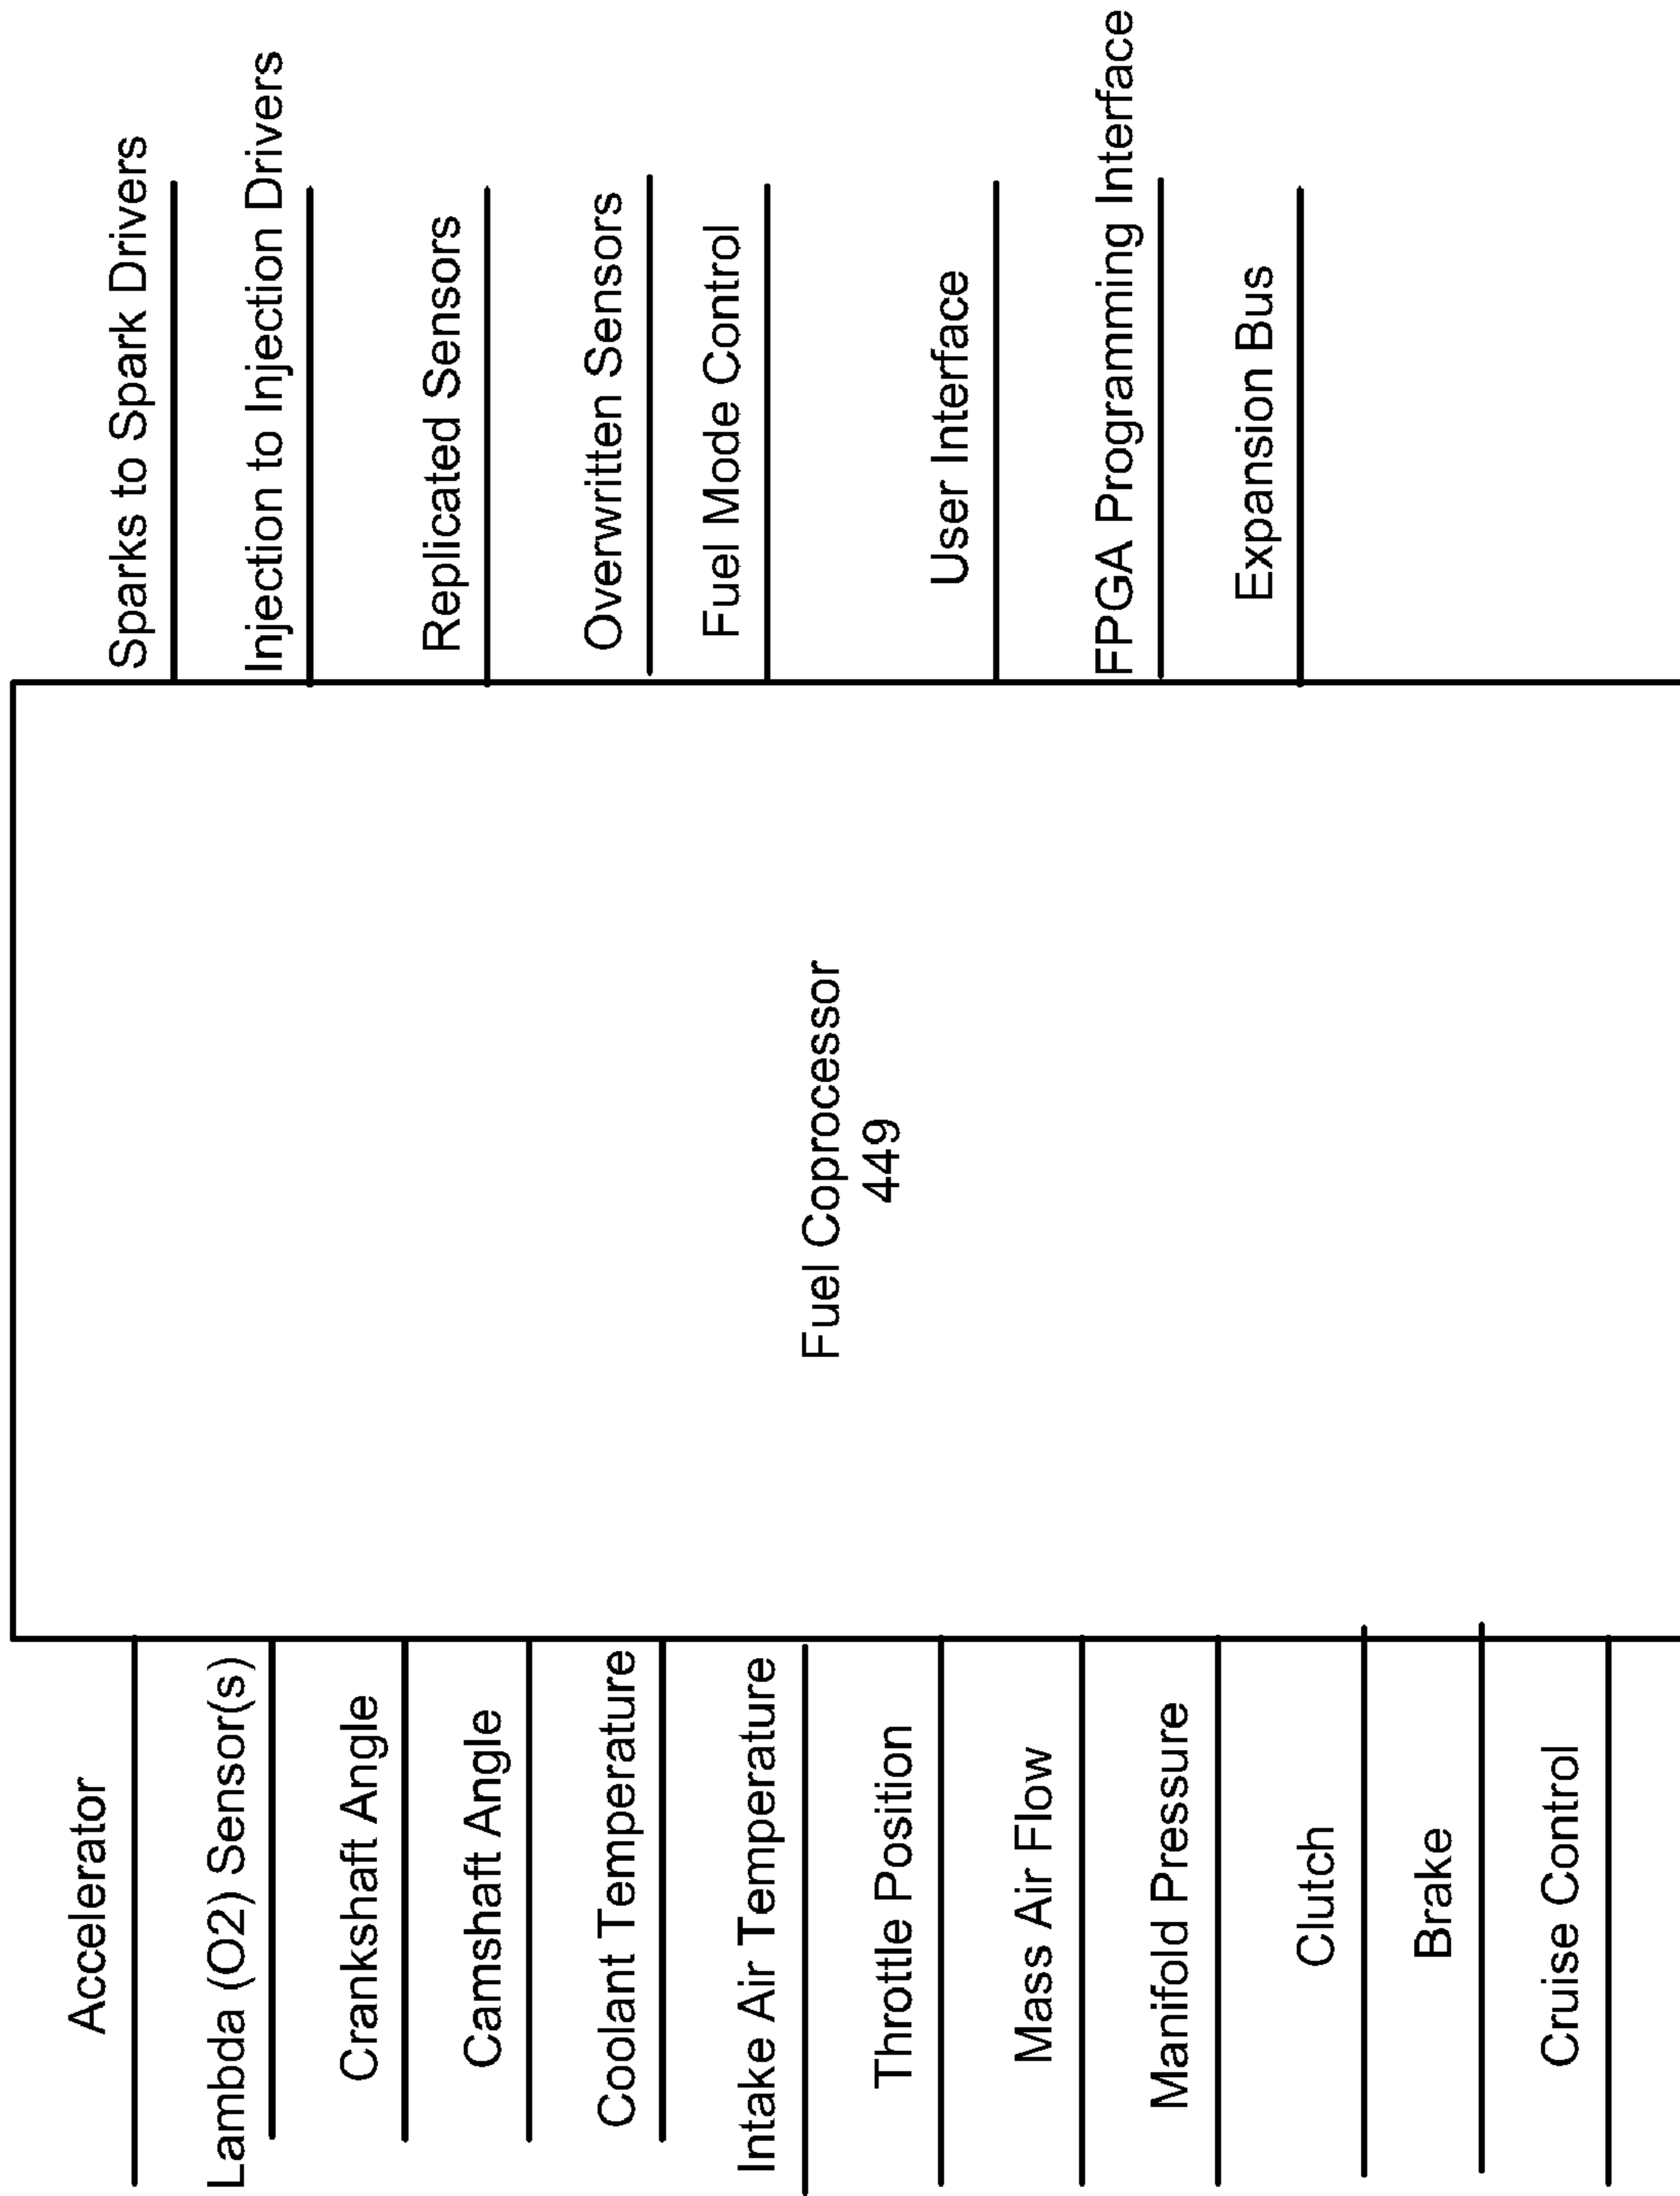 Accelerator
Lambda (O2) Sensor(s)
Crankshaft Angle
Camshaft Angle
Coolant Temperature
Intake Air Temperature
Throttle Position
Mass Air Flow
Manifold Pressure
Clutch
Brake
Cruise Control
Fuel Coprocessor
449
Sparks to Spark Drivers
Injection to Injection Drivers
Replicated Sensors
Overwritten Sensors
Fuel Mode Control
User Interface
FPGA Programming Interface
Expansion Bus